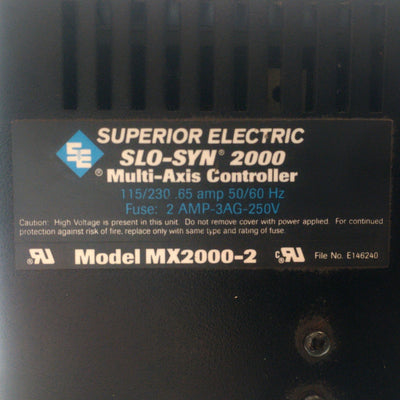 SE
SUPERIOR ELECTRIC
SLO-SYN® 2000
® Multi-Axis Controller
115/230 .65 amp 50/60 Hz
Fuse: 2 AMP-3AG-250V
Caution: High Voltage is present in this unit. Do not remove cover with power applied. For continued
protection against risk of fire, replace only with same type and rating of fuse.
® Model MX2000-2 c ® File No. E146240